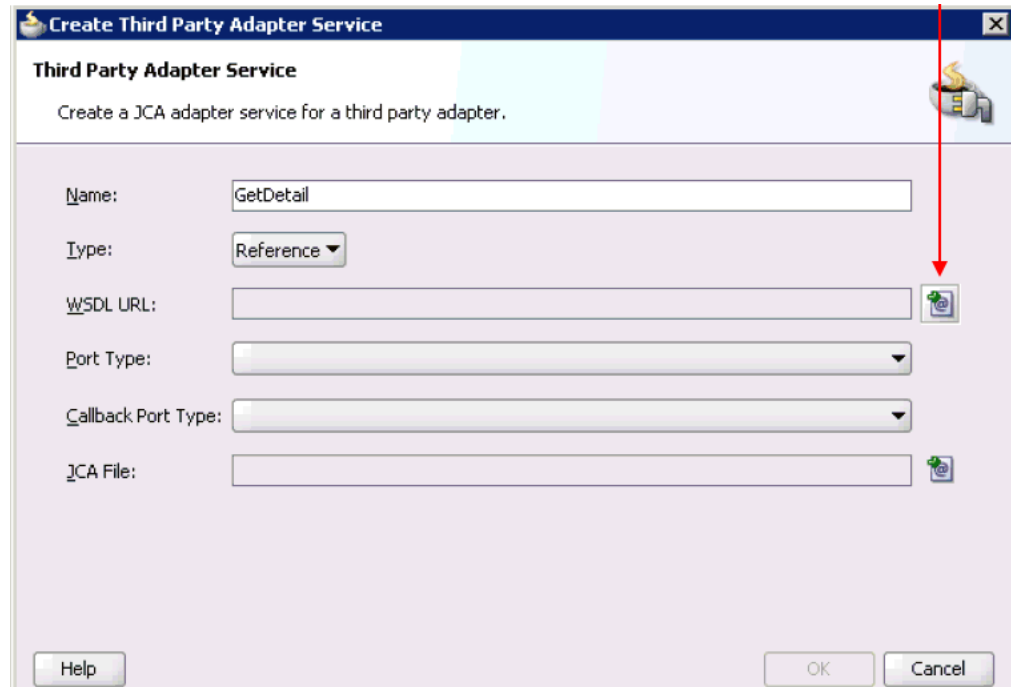 Create Third Party Adapter Service
Third Party Adapter Service
Create a JCA adapter service for a third party adapter.
Name: GetDetail
Type: Reference
WSDL URL:
Port Type:
Callback Port Type:
JCA File:
Help OK Cancel